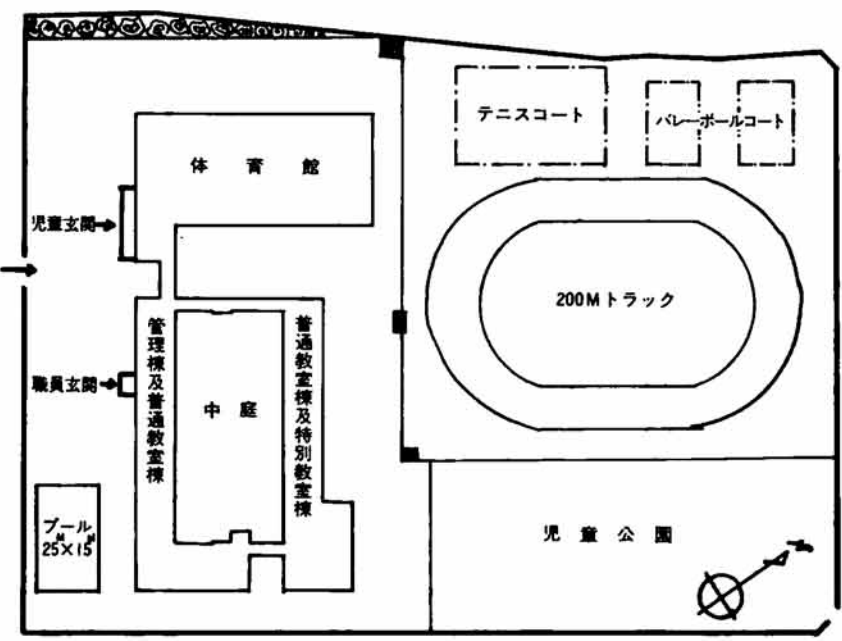 テニスコート
バレーボールコート
体育館
児童玄関
200Mトラック
管理棟及普通教室棟
普通教室棟及特別教室棟
職員玄関
中庭
プール
25M×15M
児童公園